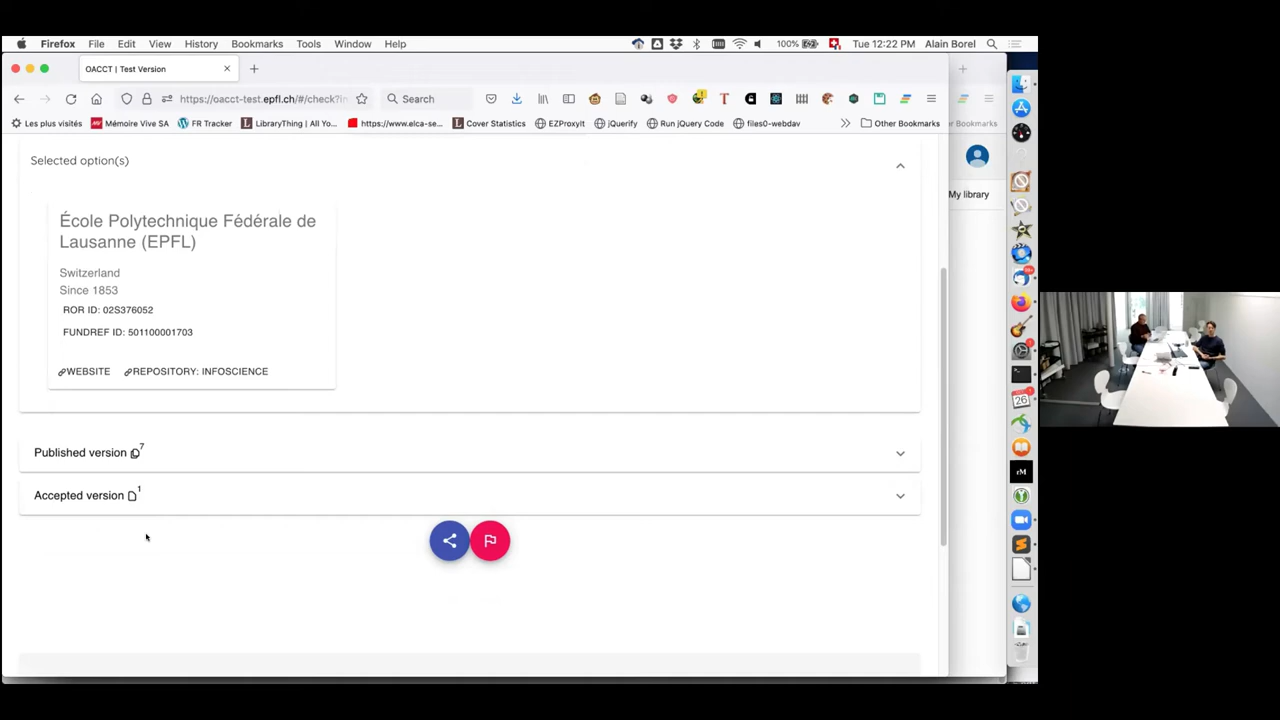 Firefox File Edit View History Bookmarks Tools Window Help 100% Tue 12:22 PM Alain Borel
OACCT | Test Version
https://oacct-test.epfl.ch/#/check?in Search
Les plus visités Mémoire Vive SA FR Tracker LibraryThing | All Yo... https://www.elca-se... Cover Statistics EZProxyIt jQuerify Run jQuery Code files0-webdav Other Bookmarks r Bookmarks
Selected option(s)
My library
École Polytechnique Fédérale de
Lausanne (EPFL)
Switzerland
Since 1853
ROR ID: 02S376052
FUNDREF ID: 501100001703
WEBSITE REPOSITORY: INFOSCIENCE
Published version 7
Accepted version 1
26
rM